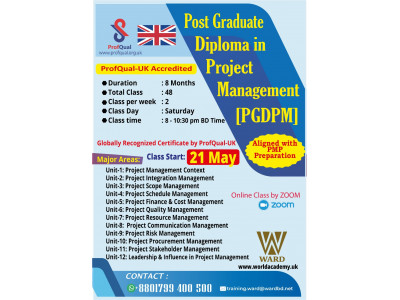 ProfQual
www.profqual.org.uk
Post Graduate
Diploma in
Project
Management
[PGDPM]
ProfQual-UK Accredited
Duration : 8 Months
Total Class : 48
Class per week : 2
Class Day : Saturday
Class time : 8 - 10:30 pm BD Time
Globally Recognized Certificate by ProfQual-UK
Aligned with
PMP
Preparation
Major Areas:
Class Start: 21 May
Unit-1: Project Management Context
Unit-2: Project Integration Management
Unit-3: Project Scope Management
Unit-4: Project Schedule Management
Unit-5: Project Finance & Cost Management
Unit-6: Project Quality Management
Unit-7: Project Resource Management
Unit-8: Project Communication Management
Unit-9: Project Risk Management
Unit-10: Project Procurement Management
Unit-11: Project Stakeholder Management
Unit-12: Leadership & Influence in Project Management
Online Class by ZOOM
zoom
WARD
www.worldacademy.uk
CONTACT :
+8801799 400 500
training.ward@wardbd.net